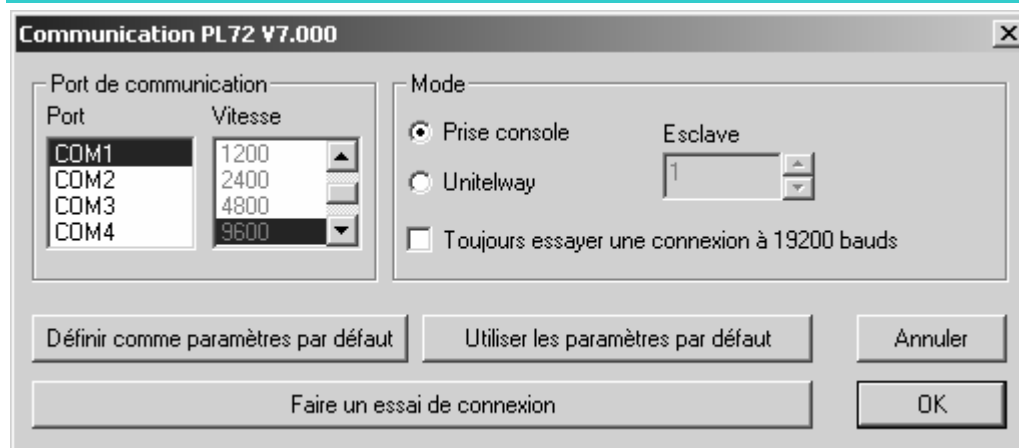 Communication PL72 V7.000
Port de communication
Port
Vitesse
COM1
COM2
COM3
COM4
1200
2400
4800
9600
Mode
Prise console
Unitelway
Esclave
1
Toujours essayer une connexion à 19200 bauds
Définir comme paramètres par défaut
Utiliser les paramètres par défaut
Annuler
Faire un essai de connexion
OK